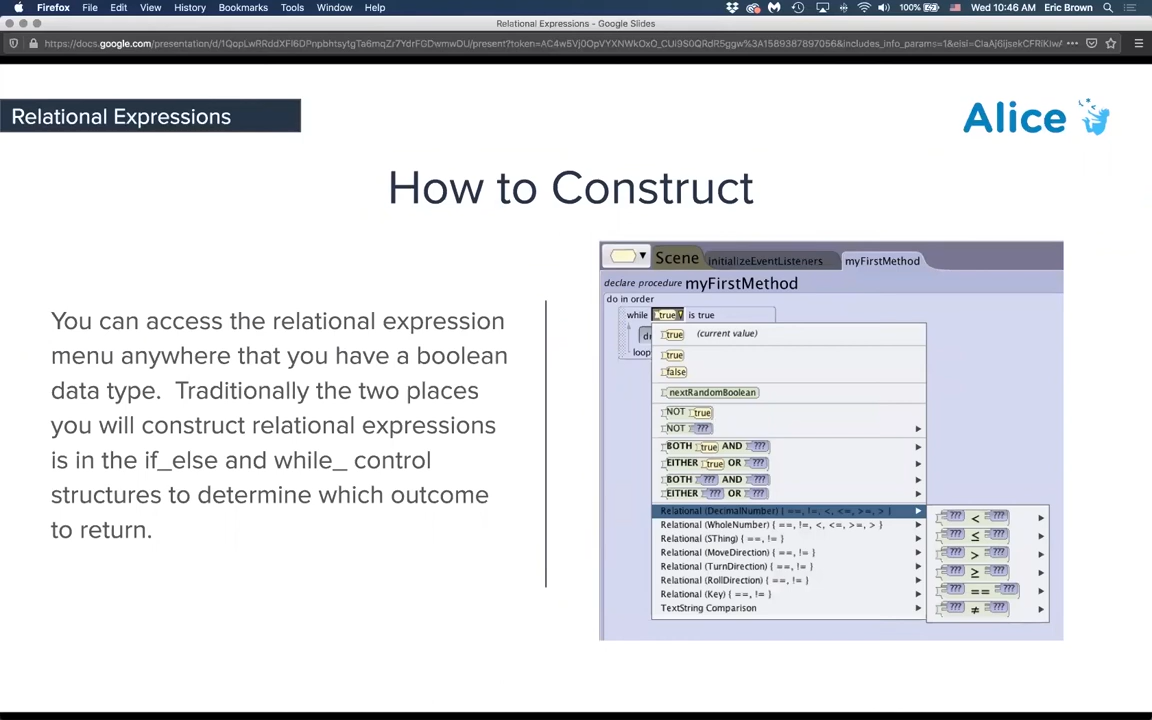 Firefox File Edit View History Bookmarks Tools Window Help 100% Wed 10:46 AM Eric Brown
Relational Expressions - Google Slides
Relational Expressions
Alice
How to Construct
You can access the relational expression
menu anywhere that you have a boolean
data type. Traditionally the two places
you will construct relational expressions
is in the if_else and while_ control
structures to determine which outcome
to return.
Scene initializeEventListeners myFirstMethod
declare procedure myFirstMethod
do in order
while true is true
true (current value)
loop
true
false
nextRandomBoolean
NOT true
NOT ???
BOTH true AND ???
EITHER true OR ???
BOTH ??? AND ???
EITHER ??? OR ???
Relational (DecimalNumber) { ==, !=, <, <=, >=, > }
Relational (WholeNumber) { ==, !=, <, <=, >=, > }
Relational (SThing) { ==, != }
Relational (MoveDirection) { ==, != }
Relational (TurnDirection) { ==, != }
Relational (RollDirection) { ==, != }
Relational (Key) { ==, != }
TextString Comparison
??? < ???
??? ≤ ???
??? > ???
??? ≥ ???
??? == ???
??? ≠ ???